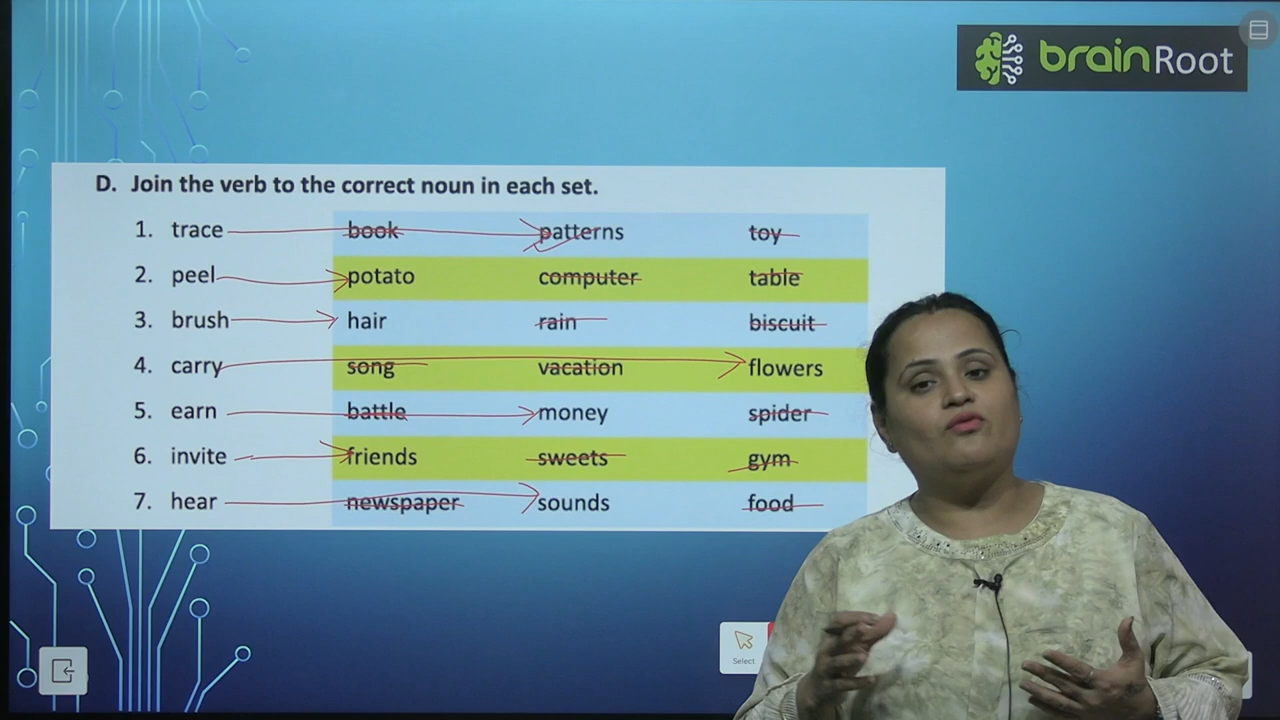 brainRoot
D. Join the verb to the correct noun in each set.
1. trace book patterns toy
2. peel potato computer table
3. brush hair rain biscuit
4. carry song vacation flowers
5. earn battle money spider
6. invite friends sweets gym
7. hear newspaper sounds food
Select